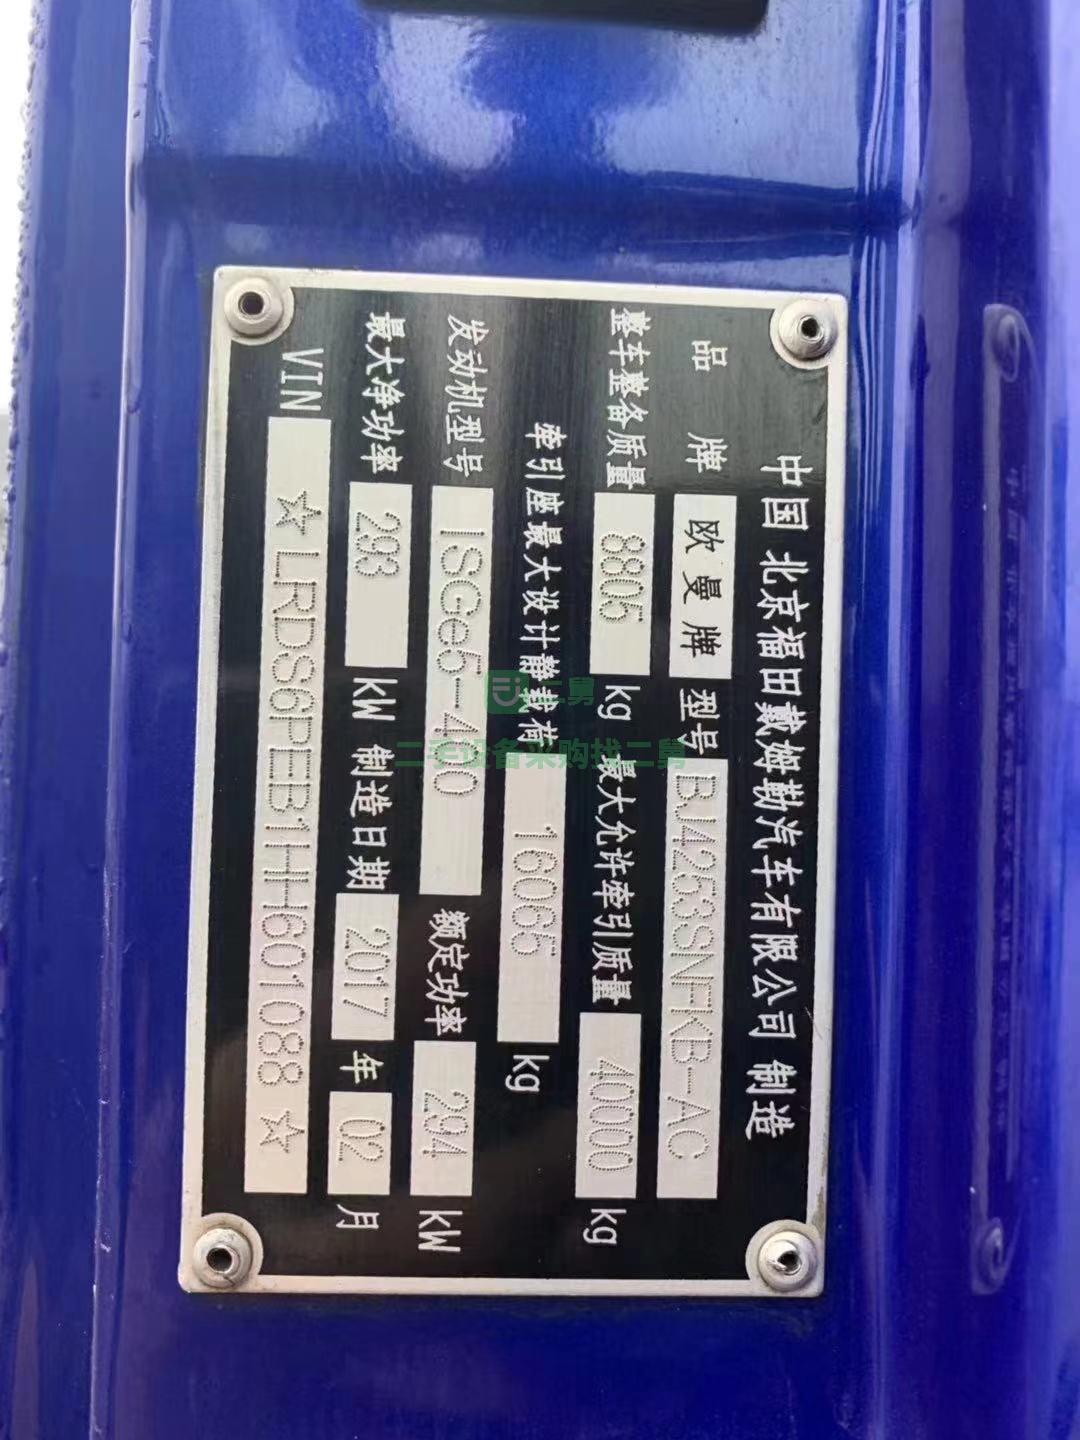 中国 北京福田戴姆勒汽车有限公司 制造
品 牌 欧曼牌 型号 BJ4253SNFKB-AC
整车整备质量 8805 kg 最大允许牵引质量 40000 kg
牵引座最大设计静载荷 16065 kg
发动机型号 ISGe5-400 额定功率 294 kW
最大净功率 293 kW 制造日期 2017 年 02 月
VIN ☆LRDS6PEB1HH601088☆
二舅
二手设备采购找二舅